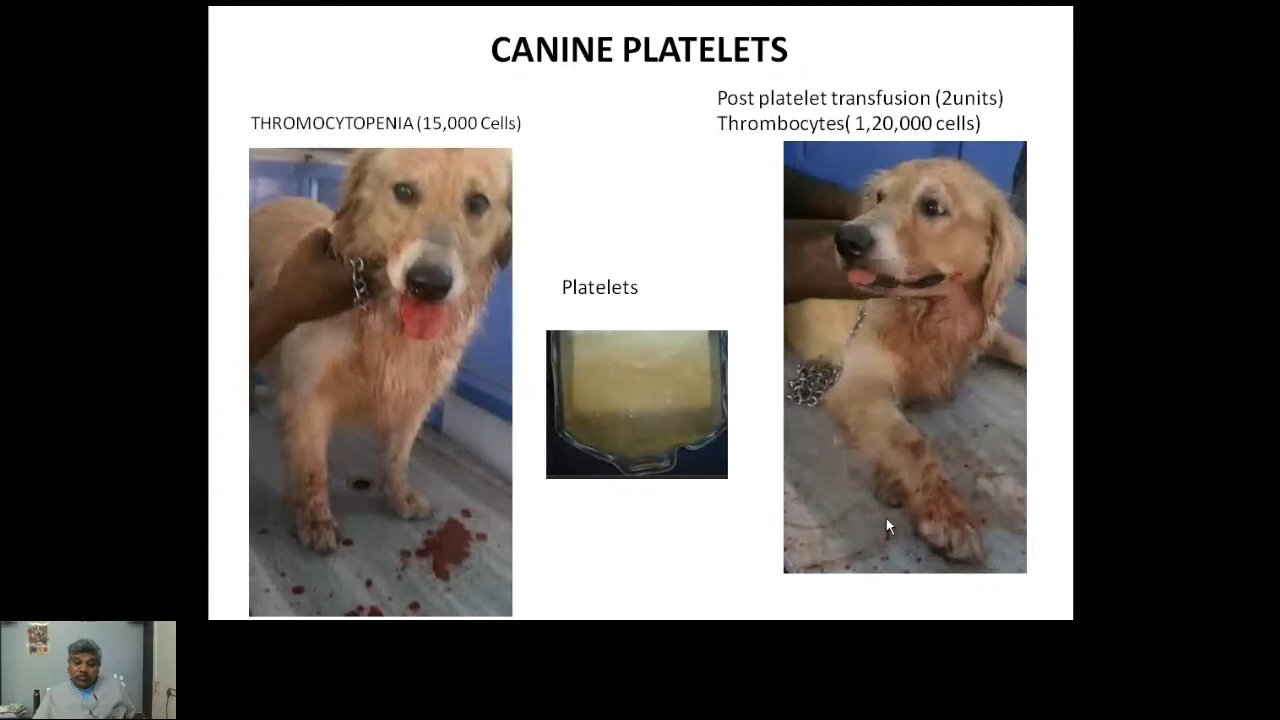 CANINE PLATELETS
THROMOCYTOPENIA (15,000 Cells)
Post platelet transfusion (2units)
Thrombocytes( 1,20,000 cells)
Platelets